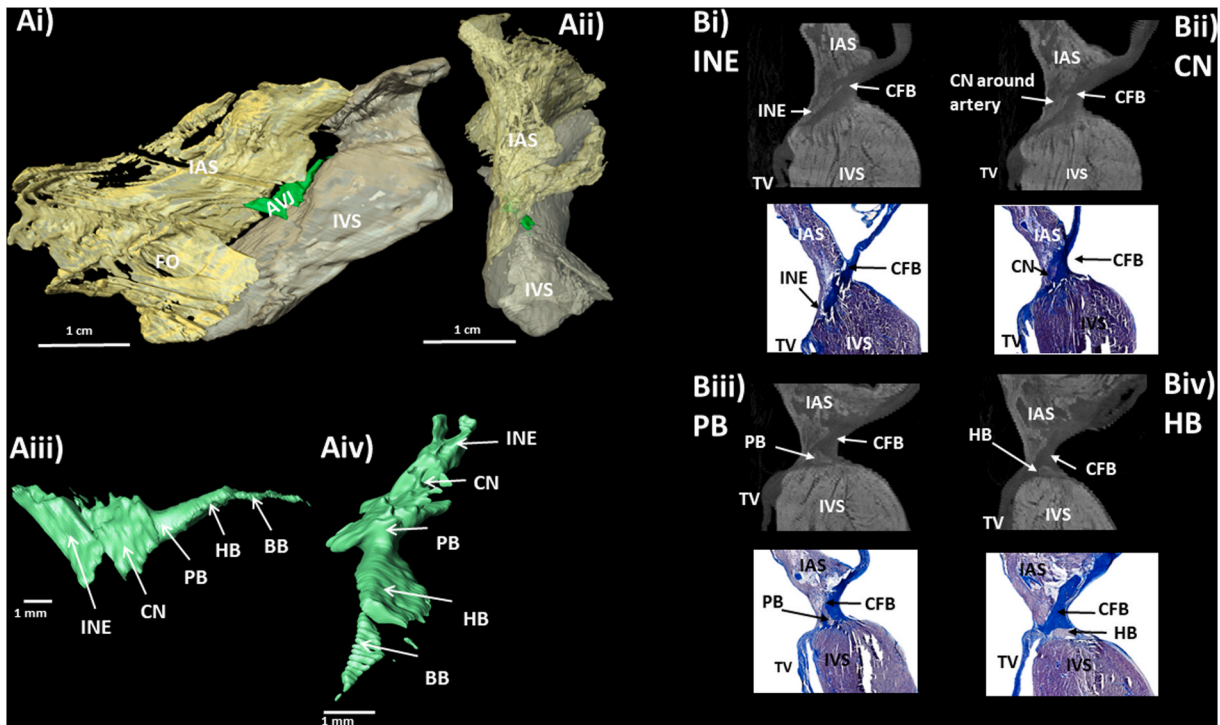 Ai)
Aii)
IAS
AVJ
IVS
FO
1 cm
IAS
IVS
1 cm
Aiii)
HB
BB
PB
CN
INE
1 mm
Aiv)
INE
CN
PB
HB
BB
1 mm
Bi)
INE
IAS
CFB
INE
TV
IVS
IAS
CFB
INE
TV
IVS
Bii)
CN
IAS
CN around
artery
CFB
TV
IVS
IAS
CN
CFB
TV
IVS
Biii)
PB
IAS
PB
CFB
TV
IVS
IAS
PB
CFB
TV
IVS
Biv)
HB
IAS
HB
CFB
TV
IVS
IAS
CFB
HB
TV
IVS